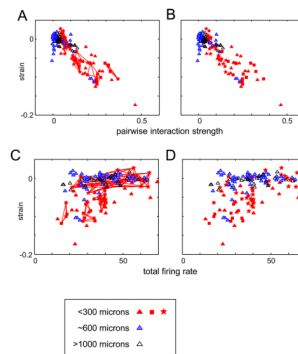 A
B
0
strain
-0.2
0
0.5
0
0.5
pairwise interaction strength
C
D
0
strain
-0.2
0
50
0
50
total firing rate
<300 microns
~600 microns
>1000 microns